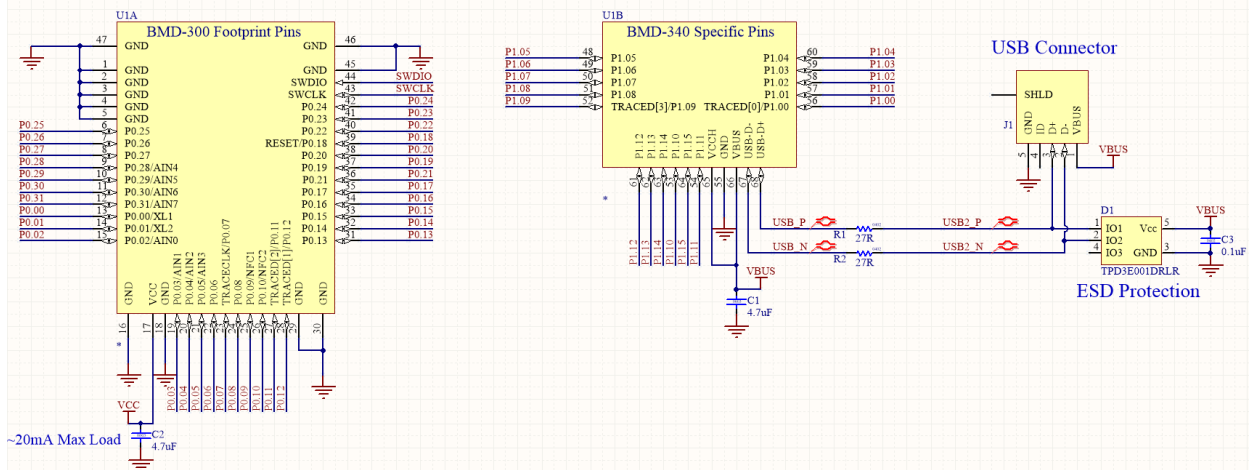 U1A
BMD-300 Footprint Pins
47 GND
1 GND
2 GND
3 GND
4 GND
5 GND
P0.25 6 P0.25
P0.26 7 P0.26
P0.27 8 P0.27
P0.28 9 P0.28/AIN4
P0.29 10 P0.29/AIN5
P0.30 11 P0.30/AIN6
P0.31 12 P0.31/AIN7
P0.00 13 P0.00/XL1
P0.01 14 P0.01/XL2
P0.02 15 P0.02/AIN0
GND 46
GND 45
SWDIO 44 SWDIO
SWCLK 43 SWCLK
P0.24 42 P0.24
P0.23 41 P0.23
P0.22 40 P0.22
RESET/P0.18 39 P0.18
P0.20 38 P0.20
P0.19 37 P0.19
P0.21 36 P0.21
P0.17 35 P0.17
P0.16 34 P0.16
P0.15 33 P0.15
P0.14 32 P0.14
P0.13 31 P0.13
GND 16
VCC 17
GND 18
P0.03/AIN1 19 P0.03
P0.04/AIN2 20 P0.04
P0.05/AIN3 21 P0.05
P0.06 22 P0.06
TRACECLK/P0.07 23 P0.07
P0.08 24 P0.08
P0.09/NFC1 25 P0.09
P0.10/NFC2 26 P0.10
TRACED[2]/P0.11 27 P0.11
TRACED[1]/P0.12 28 P0.12
GND 29
GND 30
*
VCC
~20mA Max Load
C2
4.7uF
U1B
BMD-340 Specific Pins
P1.05 48 P1.05
P1.06 49 P1.06
P1.07 50 P1.07
P1.08 51 P1.08
P1.09 52 TRACED[3]/P1.09
P1.04 60 P1.04
P1.03 59 P1.03
P1.02 58 P1.02
P1.01 57 P1.01
TRACED[0]/P1.00 56 P1.00
P1.12 61 P1.12
P1.13 62 P1.13
P1.14 63 P1.14
P1.10 53 P1.10
P1.15 64 P1.15
P1.11 54 P1.11
VCCH 65
GND 55
VBUS 66
USB-D- 67
USB-D+ 68
*
VBUS
C1
4.7uF
USB_P
R1
27R
USB2_P
USB_N
R2
27R
USB2_N
USB Connector
SHLD
J1
GND 5
ID 4
D+ 3
D-
VBUS 1
VBUS
D1
1 IO1
2 IO2
4 IO3
Vcc 5
GND 3
TPD3E001DRLR
VBUS
C3
0.1uF
ESD Protection